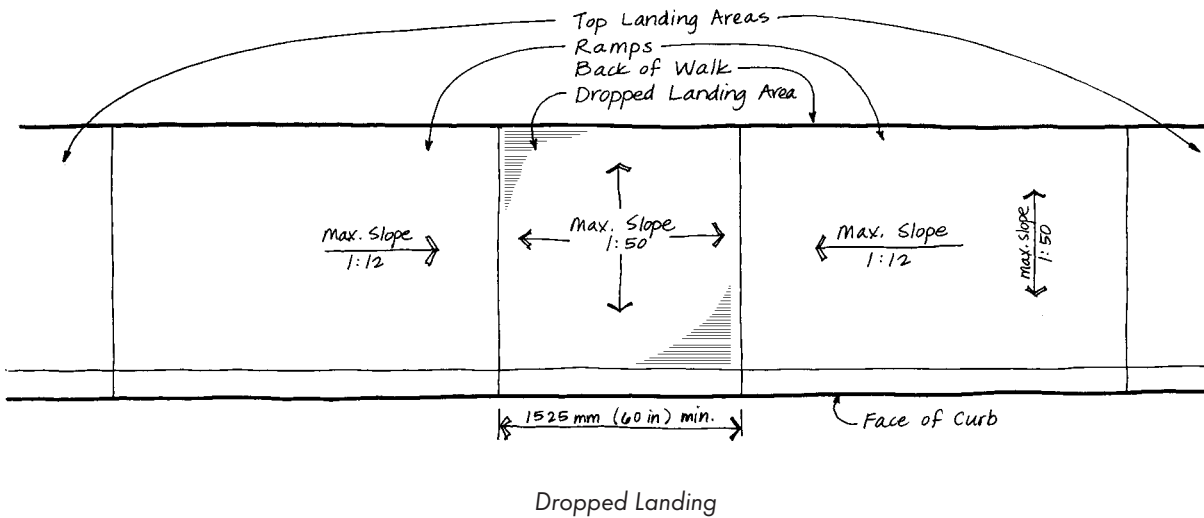 Top Landing Areas
Ramps
Back of Walk
Dropped Landing Area
max. Slope
1:12
max. Slope
1:50
max. Slope
1:12
max. slope
1:50
1525 mm (60 in) min.
Face of Curb
Dropped Landing